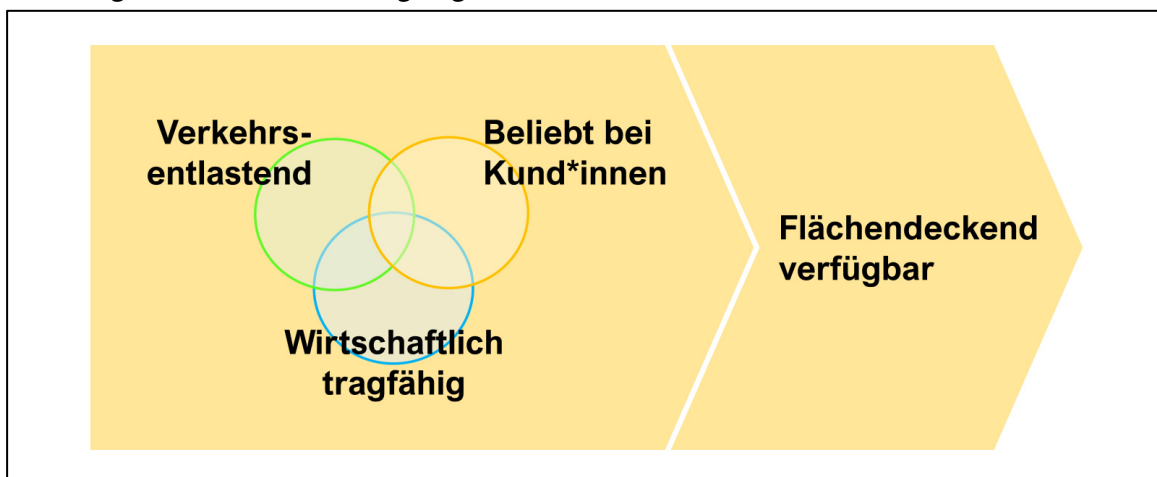 Verkehrs-
entlastend
Beliebt bei
Kund*innen
Wirtschaftlich
tragfähig
Flächendeckend
verfügbar